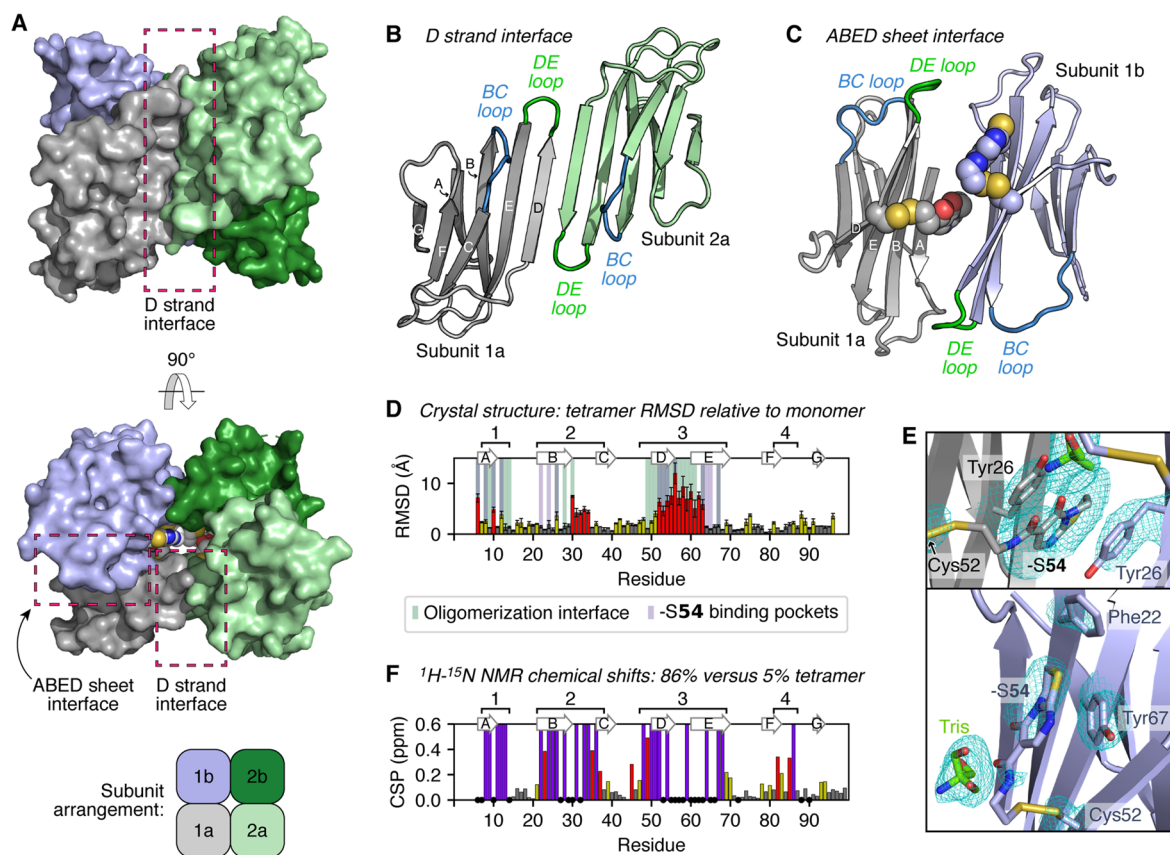 A
D strand
interface
90°
ABED sheet
interface
D strand
interface
Subunit
arrangement:
1b
2b
1a
2a
B
D strand interface
DE
loop
BC
loop
B
A
G
F
C
E
D
Subunit 1a
DE
loop
BC
loop
Subunit 2a
C
ABED sheet interface
BC loop
DE loop
Subunit 1b
D
E
B
A
Subunit 1a
DE
loop
BC
loop
D
Crystal structure: tetramer RMSD relative to monomer
1 2 3 4
A B C D E F G
RMSD (Å)
10
0
10 20 30 40 50 60 70 80 90
Residue
Oligomerization interface
-S54 binding pockets
E
Tyr26
Cys52
-S54
Tyr26
Phe22
-S54
Tyr67
Tris
Cys52
F
¹H-¹⁵N NMR chemical shifts: 86% versus 5% tetramer
1 2 3 4
A B C D E F G
CSP (ppm)
0.6
0.4
0.2
0.0
10 20 30 40 50 60 70 80 90
Residue